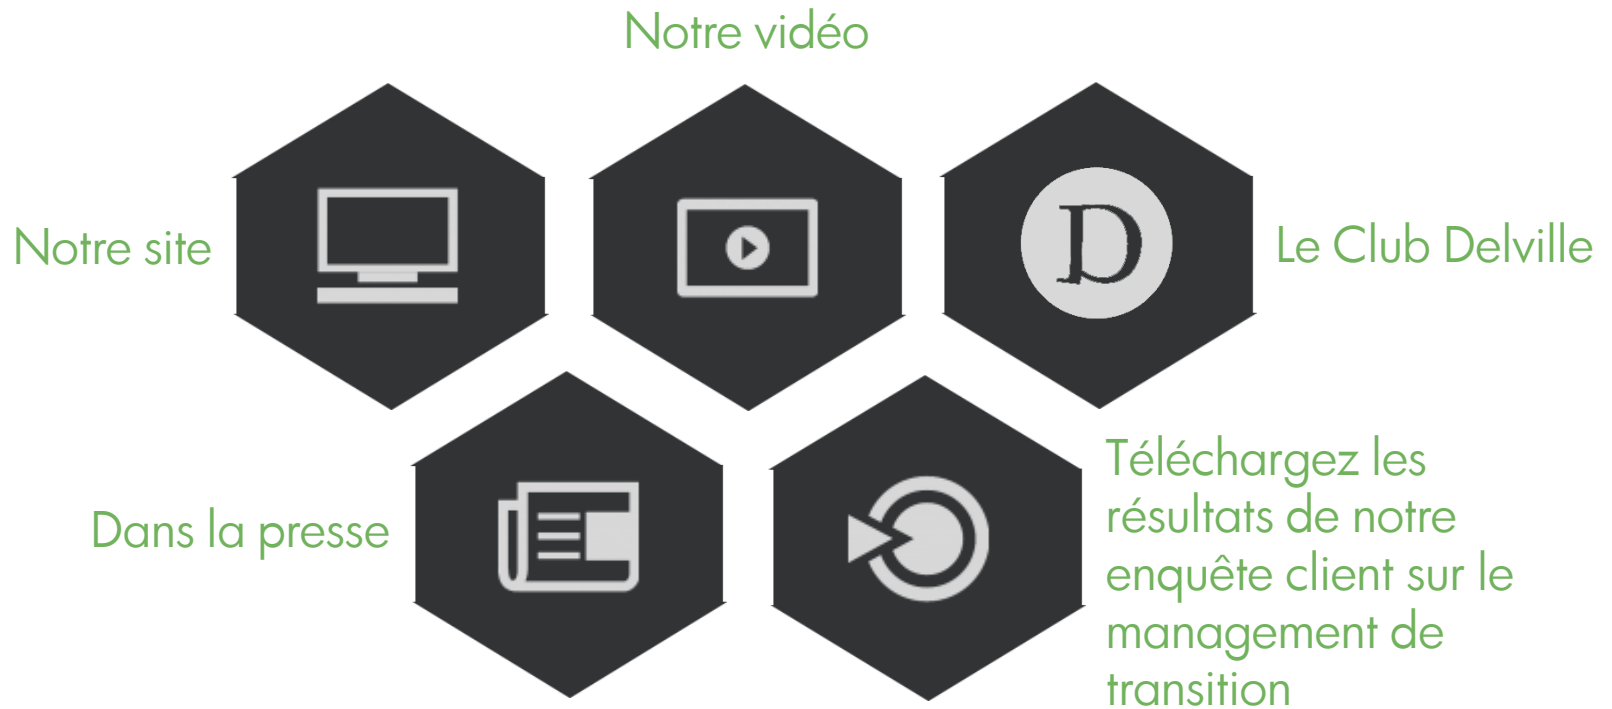 Notre vidéo
Notre site
D
Le Club Delville
Dans la presse
Téléchargez les
résultats de notre
enquête client sur le
management de
transition